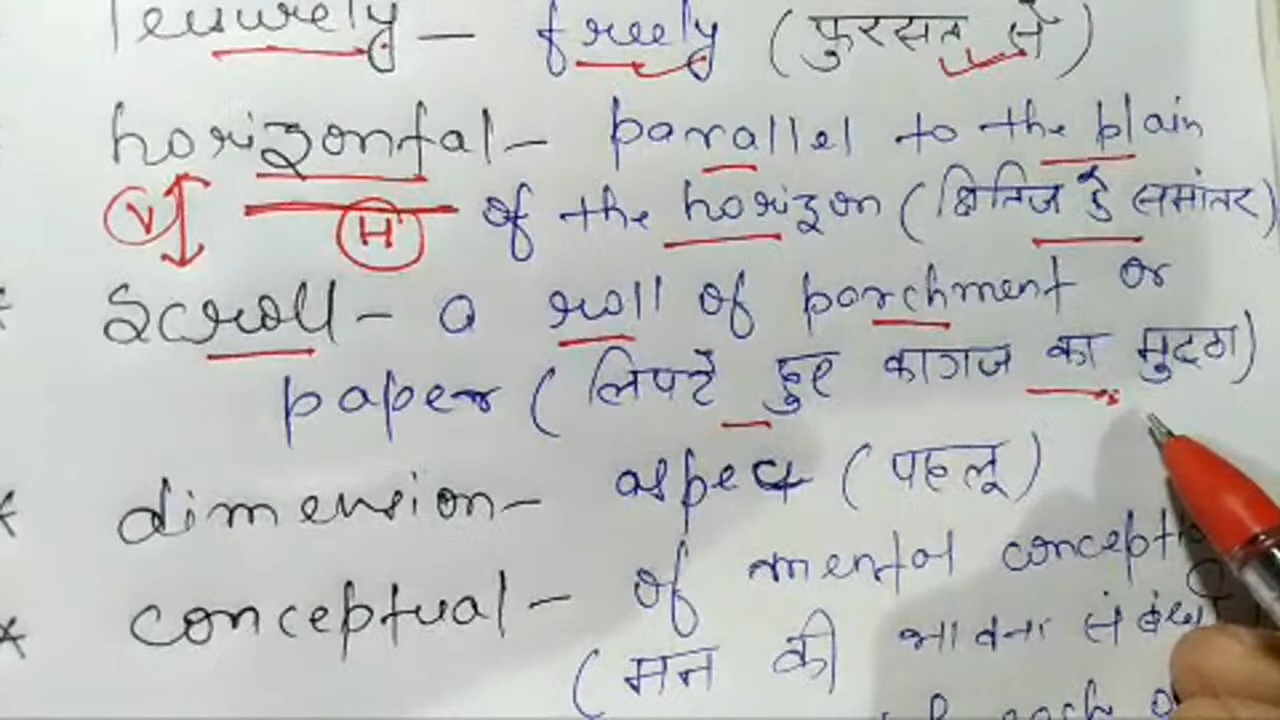 leisurely - freely (फुरसत से)
horizontal - parallel to the plain
V H of the horizon (क्षितिज के समांतर)
* Scroll - a roll of parchment or
paper (लिपटे हुए कागज का मुट्ठा)
* dimension - aspect (पहलू)
* conceptual - of mental
(मन की भावना से
each